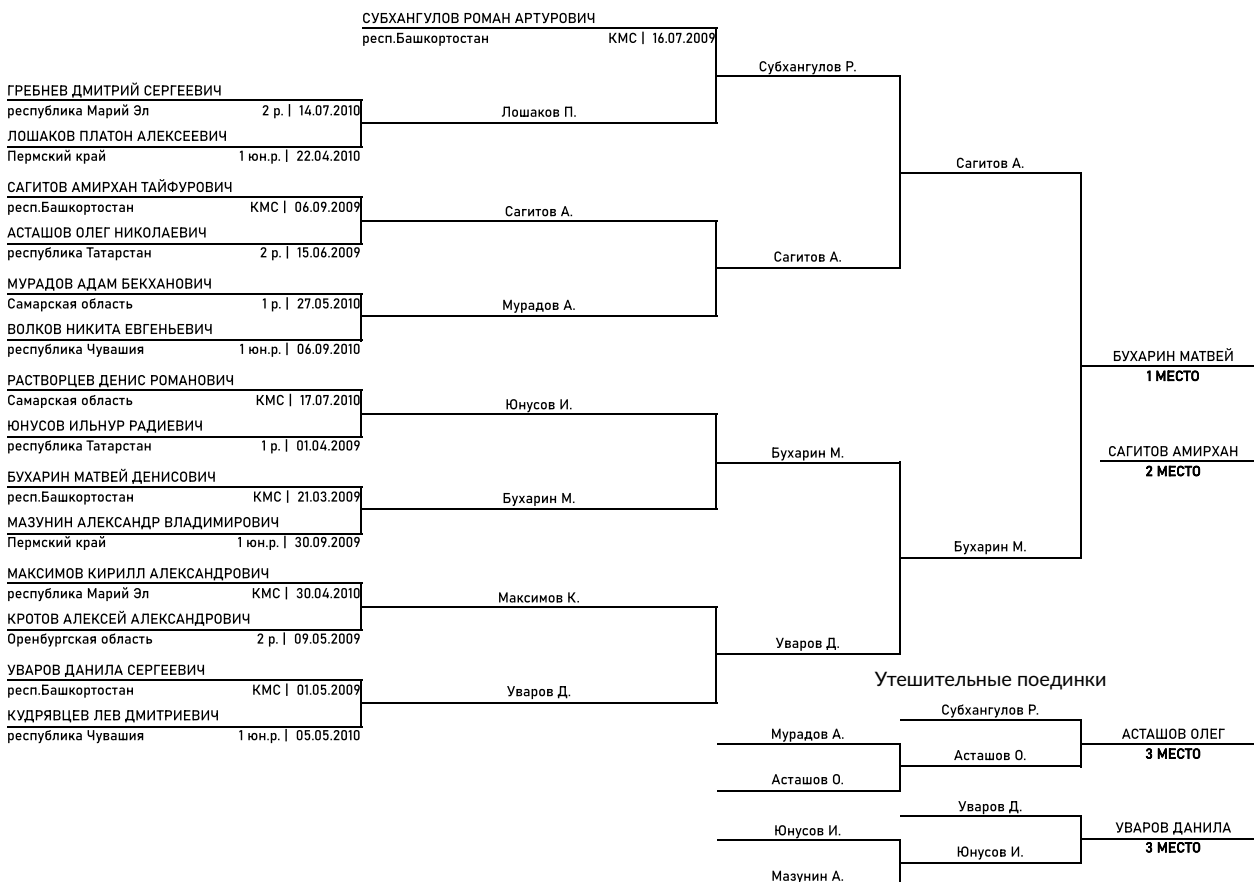 СУБХАНГУЛОВ РОМАН АРТУРОВИЧ
респ.Башкортостан КМС | 16.07.2009
Субхангулов Р.
ГРЕБНЕВ ДМИТРИЙ СЕРГЕЕВИЧ
республика Марий Эл 2 р. | 14.07.2010
Лошаков П.
ЛОШАКОВ ПЛАТОН АЛЕКСЕЕВИЧ
Пермский край 1 юн.р. | 22.04.2010
Сагитов А.
САГИТОВ АМИРХАН ТАЙФУРОВИЧ
респ.Башкортостан КМС | 06.09.2009
Сагитов А.
АСТАШОВ ОЛЕГ НИКОЛАЕВИЧ
республика Татарстан 2 р. | 15.06.2009
Сагитов А.
МУРАДОВ АДАМ БЕКХАНОВИЧ
Самарская область 1 р. | 27.05.2010
Мурадов А.
ВОЛКОВ НИКИТА ЕВГЕНЬЕВИЧ
республика Чувашия 1 юн.р. | 06.09.2010
БУХАРИН МАТВЕЙ
1 МЕСТО
РАСТВОРЦЕВ ДЕНИС РОМАНОВИЧ
Самарская область КМС | 17.07.2010
Юнусов И.
ЮНУСОВ ИЛЬНУР РАДИЕВИЧ
республика Татарстан 1 р. | 01.04.2009
Бухарин М.
САГИТОВ АМИРХАН
2 МЕСТО
БУХАРИН МАТВЕЙ ДЕНИСОВИЧ
респ.Башкортостан КМС | 21.03.2009
Бухарин М.
МАЗУНИН АЛЕКСАНДР ВЛАДИМИРОВИЧ
Пермский край 1 юн.р. | 30.09.2009
Бухарин М.
МАКСИМОВ КИРИЛЛ АЛЕКСАНДРОВИЧ
республика Марий Эл КМС | 30.04.2010
Максимов К.
КРОТОВ АЛЕКСЕЙ АЛЕКСАНДРОВИЧ
Оренбургская область 2 р. | 09.05.2009
Уваров Д.
УВАРОВ ДАНИЛА СЕРГЕЕВИЧ
респ.Башкортостан КМС | 01.05.2009
Уваров Д.
КУДРЯВЦЕВ ЛЕВ ДМИТРИЕВИЧ
республика Чувашия 1 юн.р. | 05.05.2010
Утешительные поединки
Субхангулов Р.
Мурадов А.
АСТАШОВ ОЛЕГ
3 МЕСТО
Асташов О.
Асташов О.
Уваров Д.
Юнусов И.
УВАРОВ ДАНИЛА
3 МЕСТО
Юнусов И.
Мазунин А.